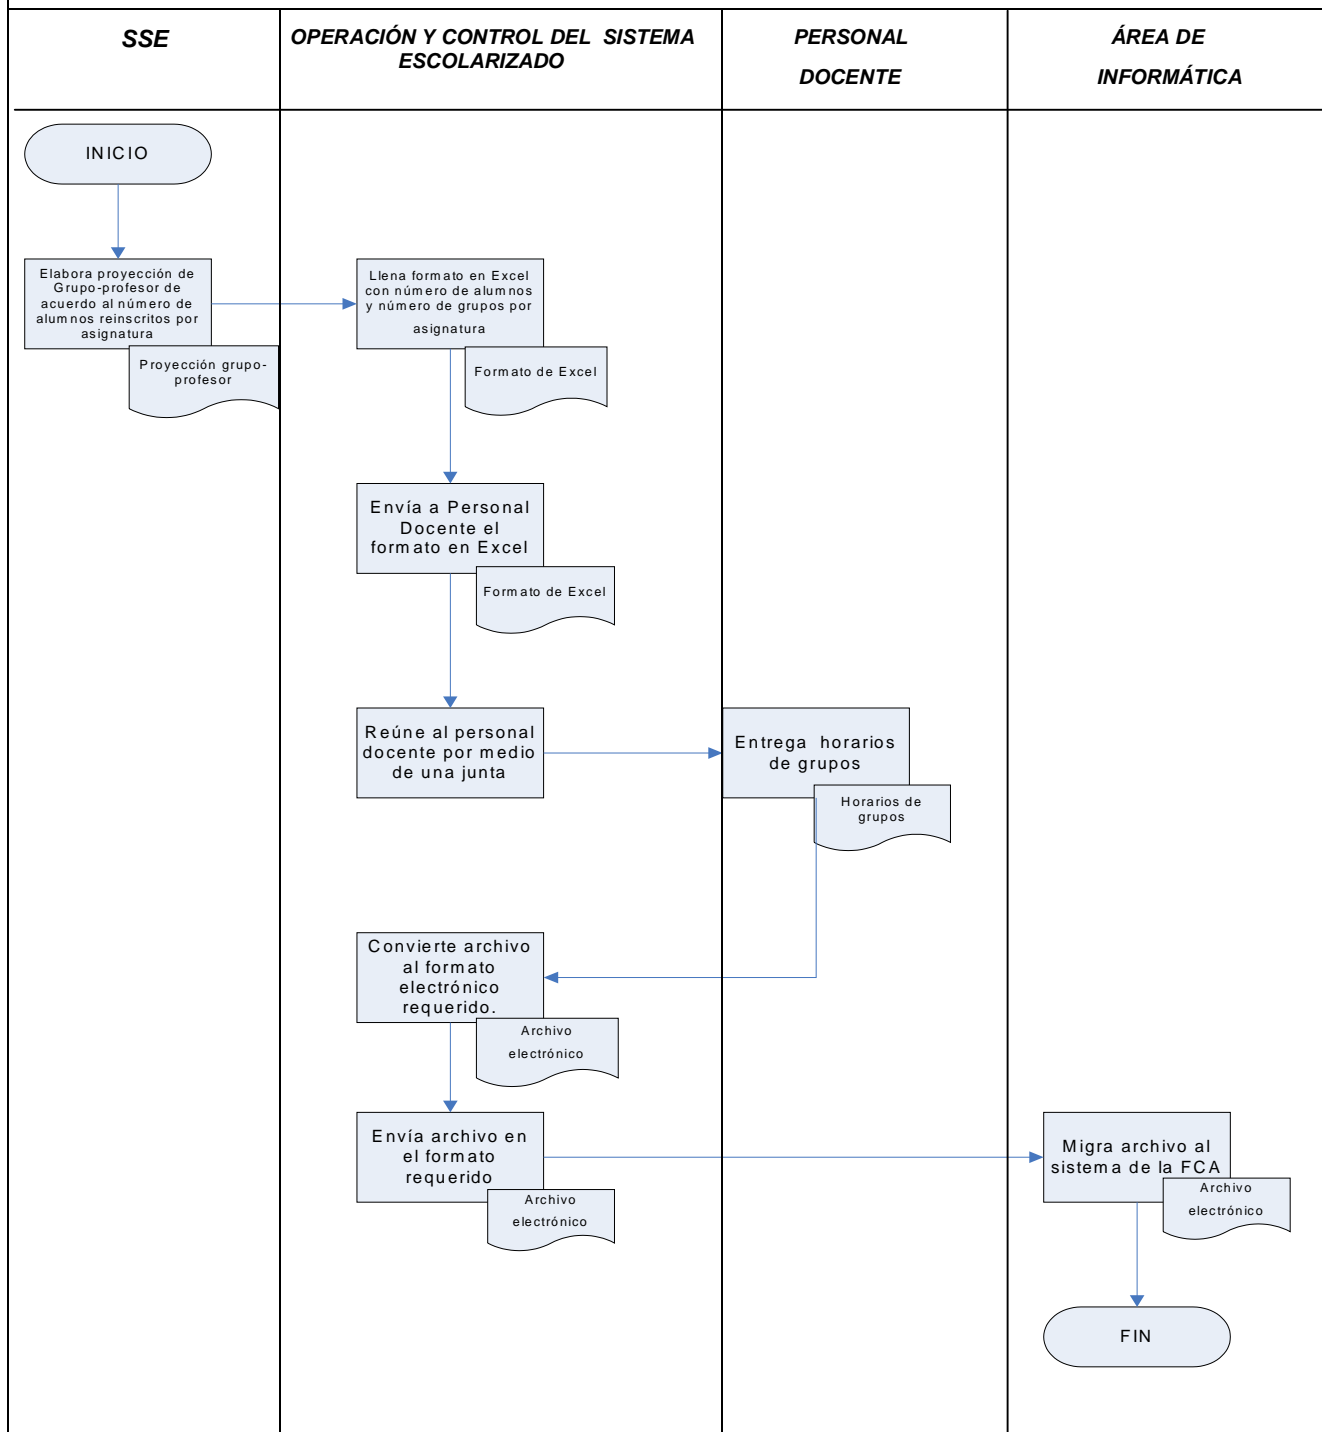 SSE
OPERACIÓN Y CONTROL DEL SISTEMA
ESCOLARIZADO
PERSONAL
DOCENTE
ÁREA DE
INFORMÁTICA
INICIO
Elabora proyección de
Grupo-profesor de
acuerdo al número de
alumnos reinscritos por
asignatura
Proyección grupo-
profesor
Llena formato en Excel
con número de alumnos
y número de grupos por
asignatura
Formato de Excel
Envía a Personal
Docente el
formato en Excel
Formato de Excel
Reúne al personal
docente por medio
de una junta
Entrega horarios
de grupos
Horarios de
grupos
Convierte archivo
al formato
electrónico
requerido.
Archivo
electrónico
Envía archivo en
el formato
requerido
Archivo
electrónico
Migra archivo al
sistema de la FCA
Archivo
electrónico
FIN